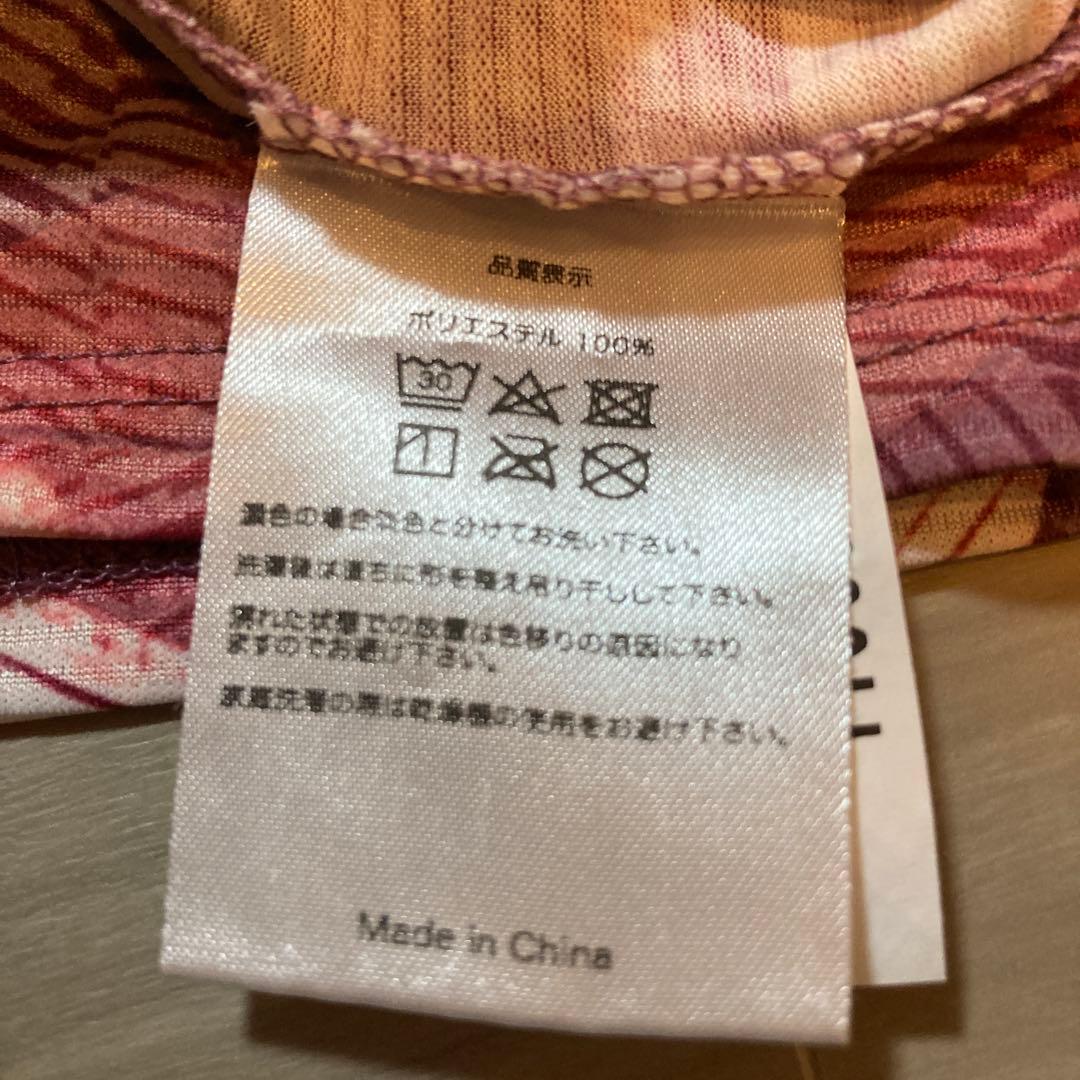 品質表示
ポリエステル 100%
30
濃色の場合は色と分けてお洗い下さい。
洗濯後は直ちに形を整え吊り干しして下さい。
濡れた状態での放置は色移りの原因になり
ますのでお避け下さい。
家庭洗濯の際は乾燥機の使用をお避け下さい。
Made in China